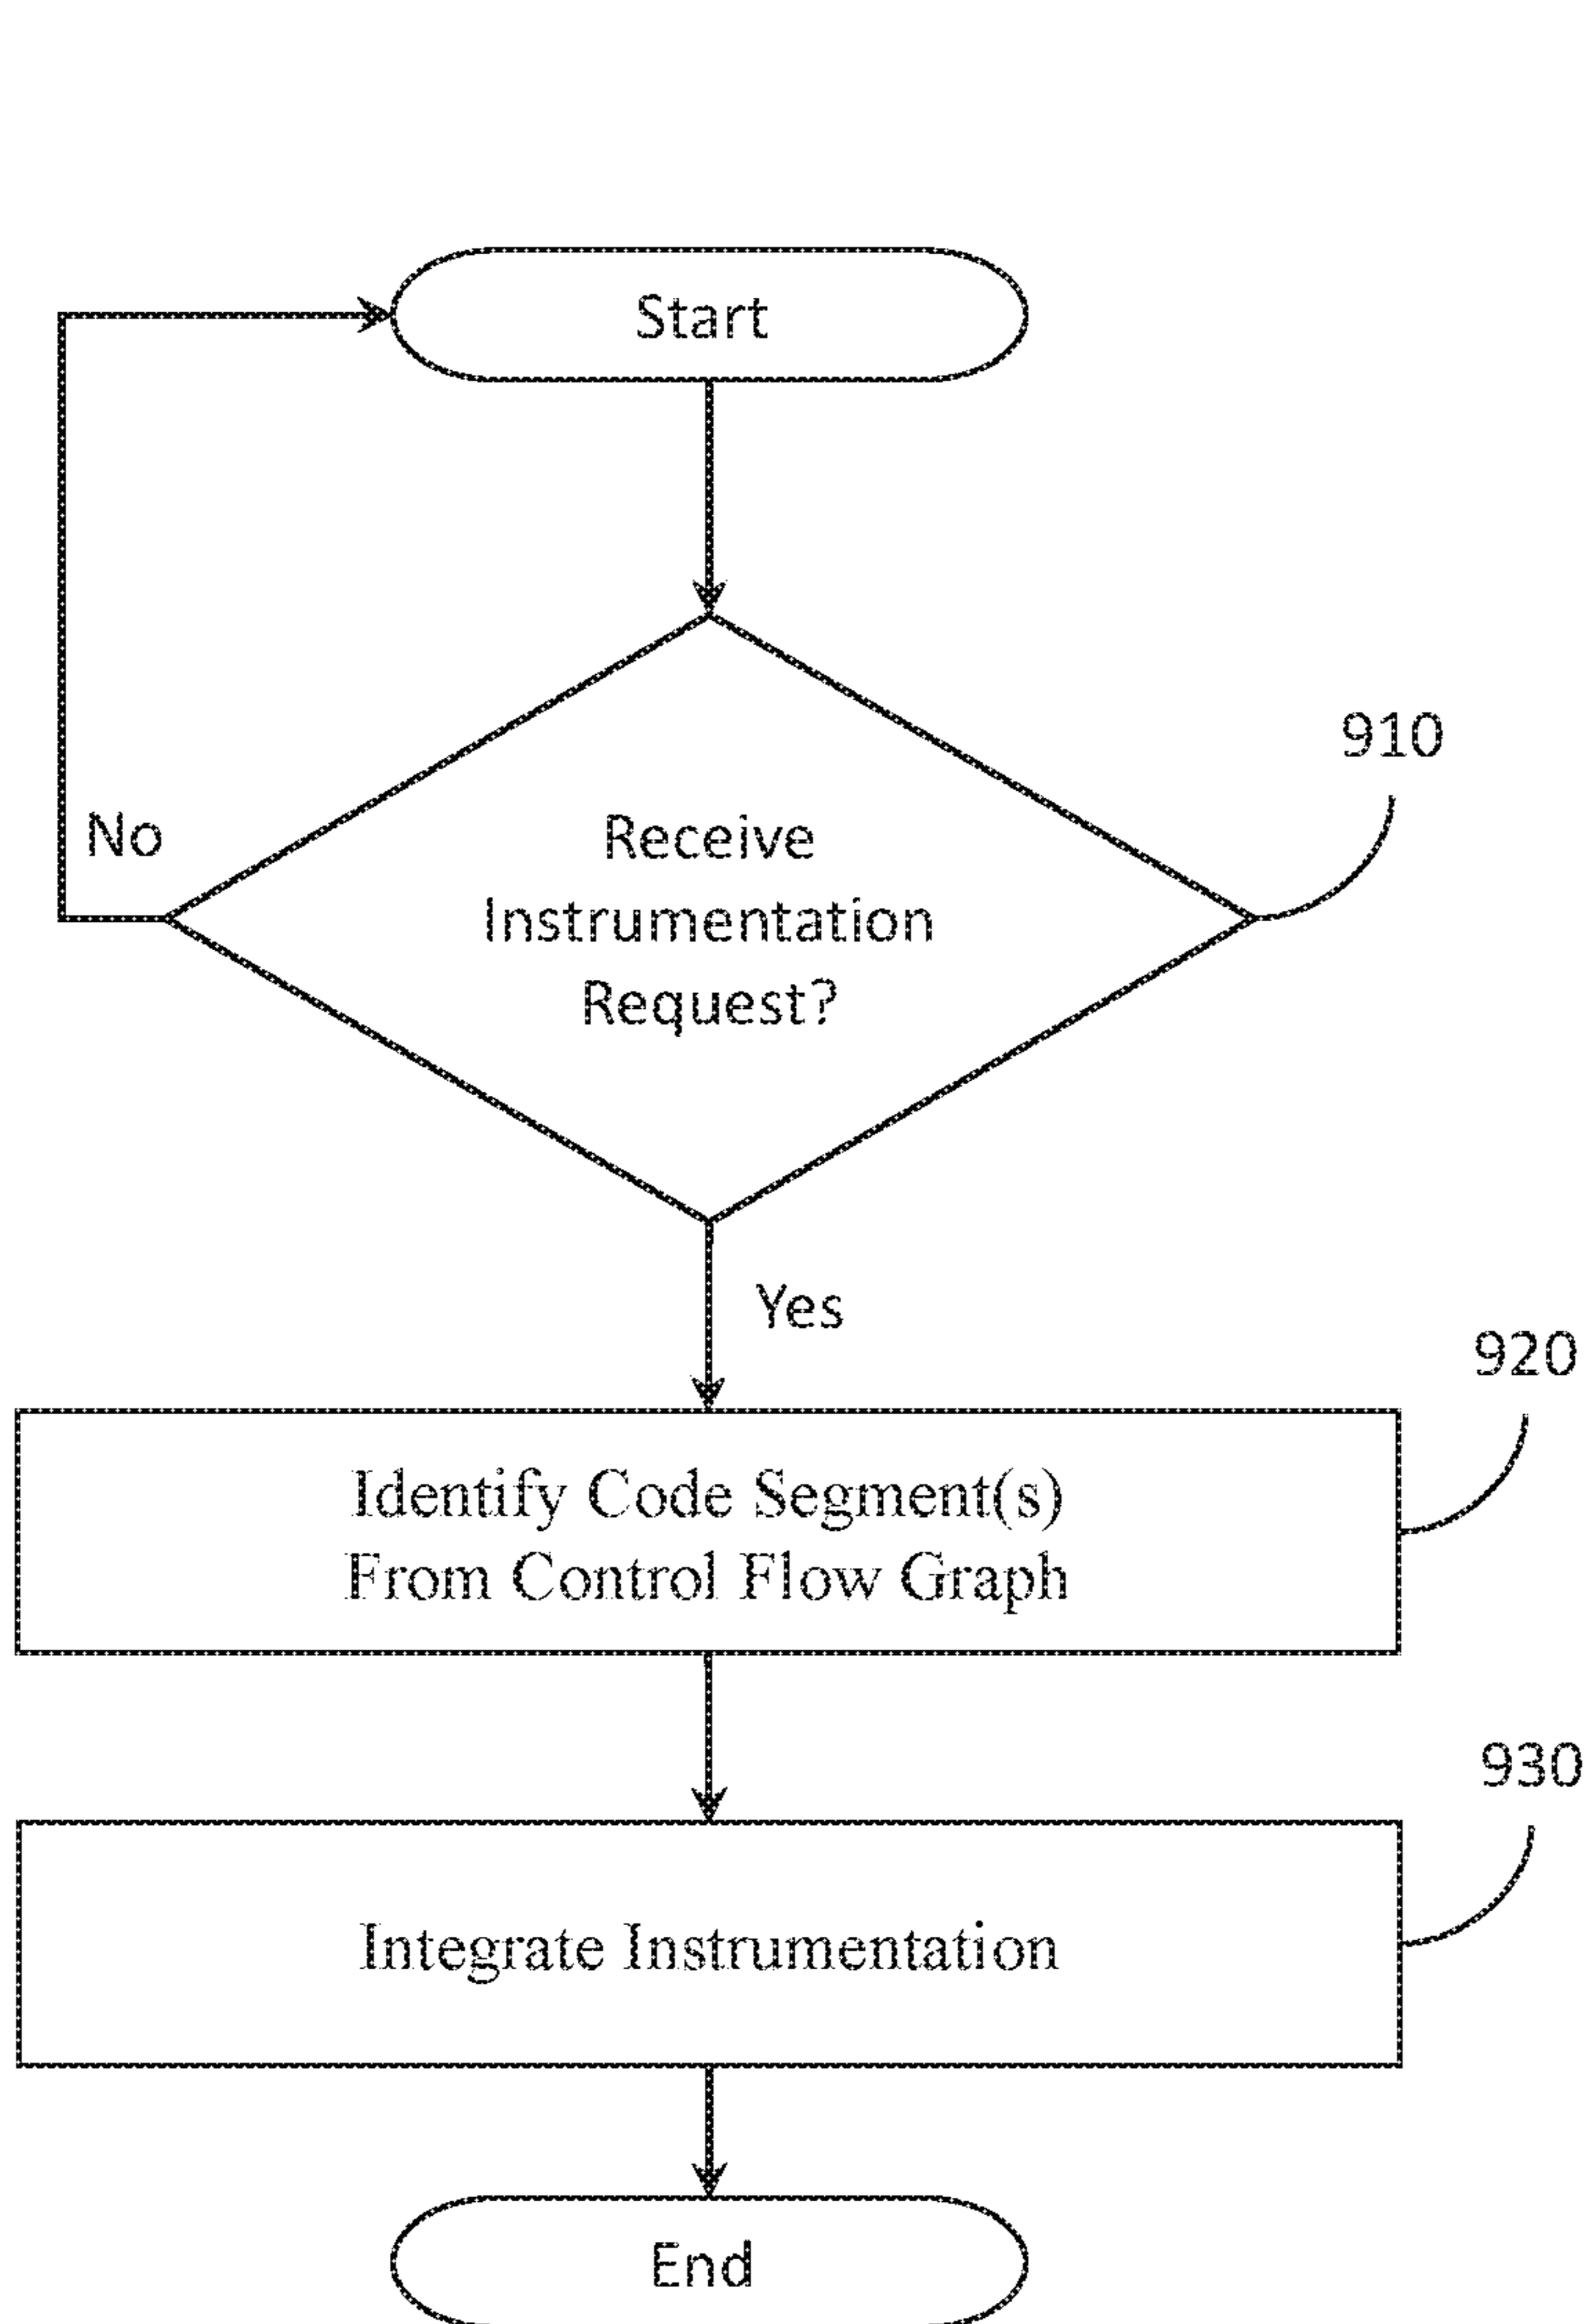 Start
910
No
Receive
Instrumentation
Request?
Yes
920
Identify Code Segment(s)
From Control Flow Graph
930
Integrate Instrumentation
End